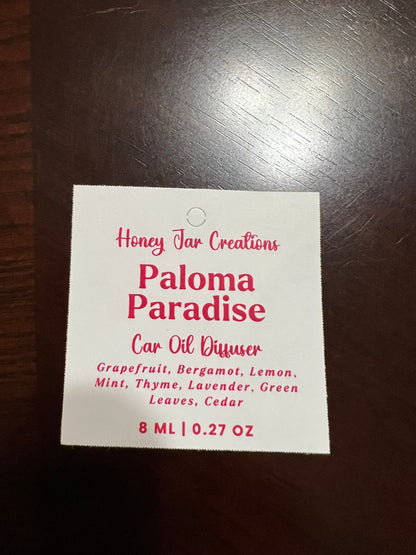 Honey Jar Creations
Paloma
Paradise
Car Oil Diffuser
Grapefruit, Bergamot, Lemon,
Mint, Thyme, Lavender, Green
Leaves, Cedar
8 ML | 0.27 OZ